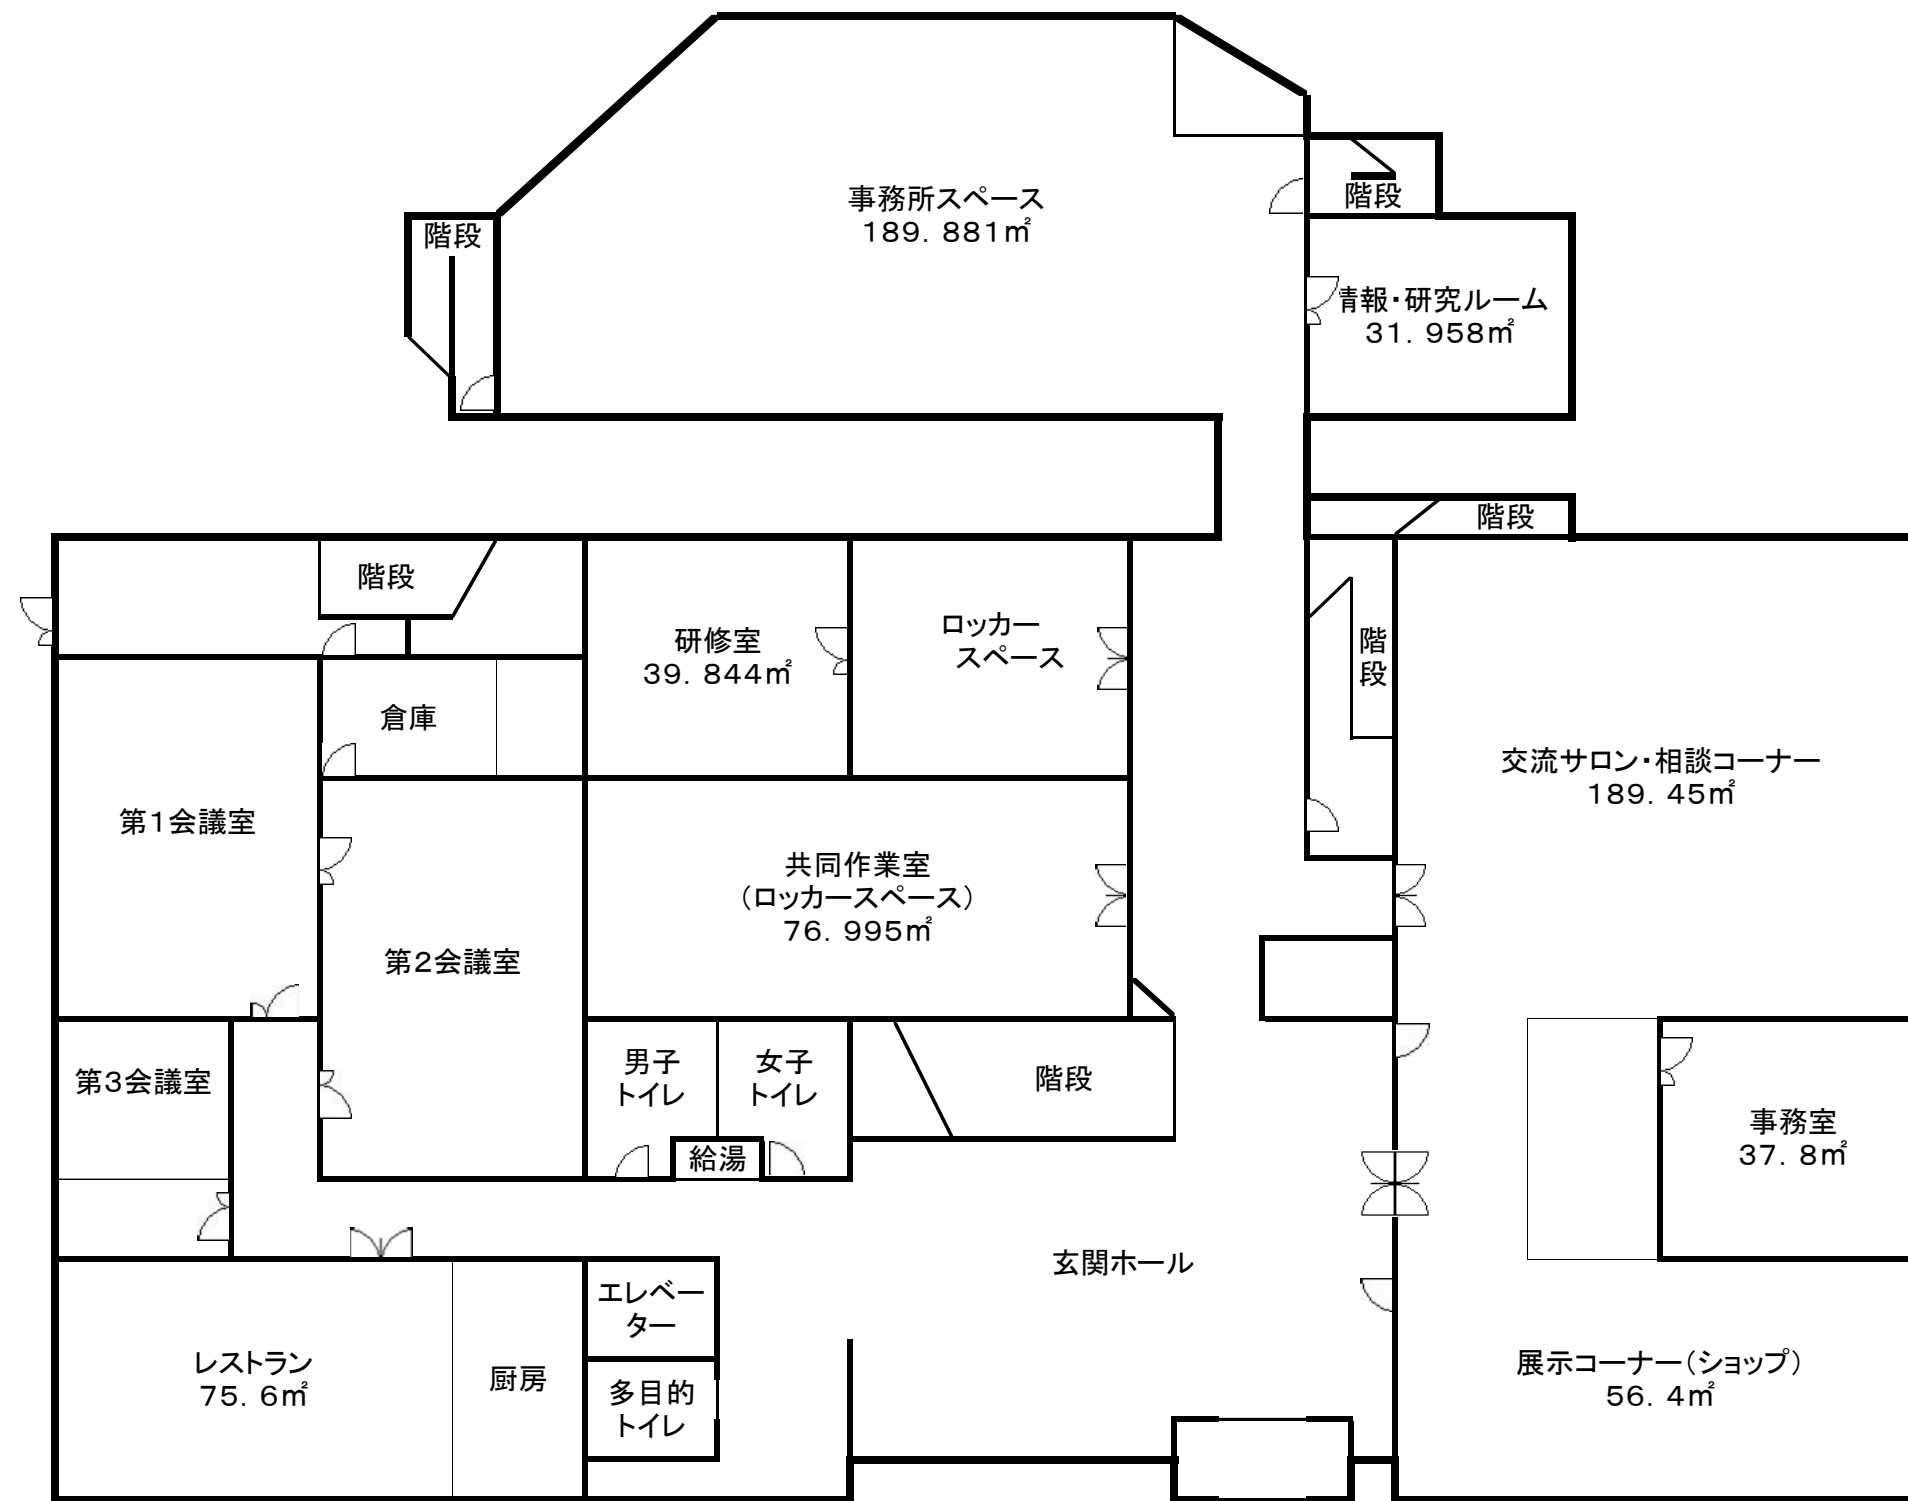 事務所スペース
189．881㎡
階段
階段
情報・研究ルーム
31．958㎡
階段
階段
研修室
39．844㎡
ロッカー
スペース
階
段
倉庫
交流サロン・相談コーナー
189．45㎡
第1会議室
共同作業室
（ロッカースペース）
76．995㎡
第2会議室
第3会議室
男子
トイレ
女子
トイレ
階段
給湯
事務室
37．8㎡
玄関ホール
エレベー
ター
レストラン
75．6㎡
厨房
多目的
トイレ
展示コーナー（ショップ）
56．4㎡